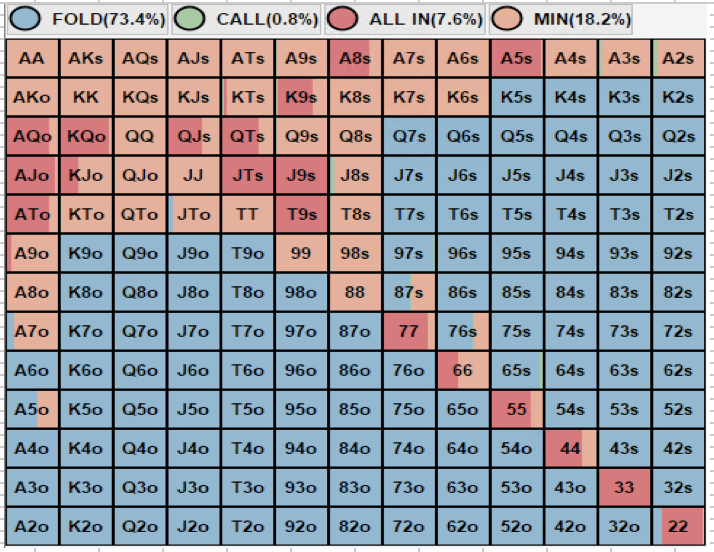 FOLD(73.4%) CALL(0.8%) ALL IN(7.6%) MIN(18.2%)
AA AKs AQs AJs ATs A9s A8s A7s A6s A5s A4s A3s A2s
AKo KK KQs KJs KTs K9s K8s K7s K6s K5s K4s K3s K2s
AQo KQo QQ QJs QTs Q9s Q8s Q7s Q6s Q5s Q4s Q3s Q2s
AJo KJo QJo JJ JTs J9s J8s J7s J6s J5s J4s J3s J2s
ATo KTo QTo JTo TT T9s T8s T7s T6s T5s T4s T3s T2s
A9o K9o Q9o J9o T9o 99 98s 97s 96s 95s 94s 93s 92s
A8o K8o Q8o J8o T8o 98o 88 87s 86s 85s 84s 83s 82s
A7o K7o Q7o J7o T7o 97o 87o 77 76s 75s 74s 73s 72s
A6o K6o Q6o J6o T6o 96o 86o 76o 66 65s 64s 63s 62s
A5o K5o Q5o J5o T5o 95o 85o 75o 65o 55 54s 53s 52s
A4o K4o Q4o J4o T4o 94o 84o 74o 64o 54o 44 43s 42s
A3o K3o Q3o J3o T3o 93o 83o 73o 63o 53o 43o 33 32s
A2o K2o Q2o J2o T2o 92o 82o 72o 62o 52o 42o 32o 22